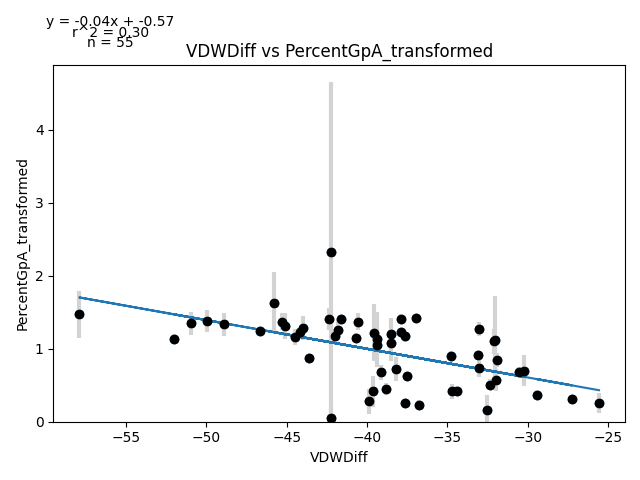 y = -0.04x + -0.57
r^2 = 0.30
n = 55
VDWDiff vs PercentGpA_transformed
PercentGpA_transformed
4
3
2
1
0
−55 −50 −45 −40 −35 −30 −25
VDWDiff